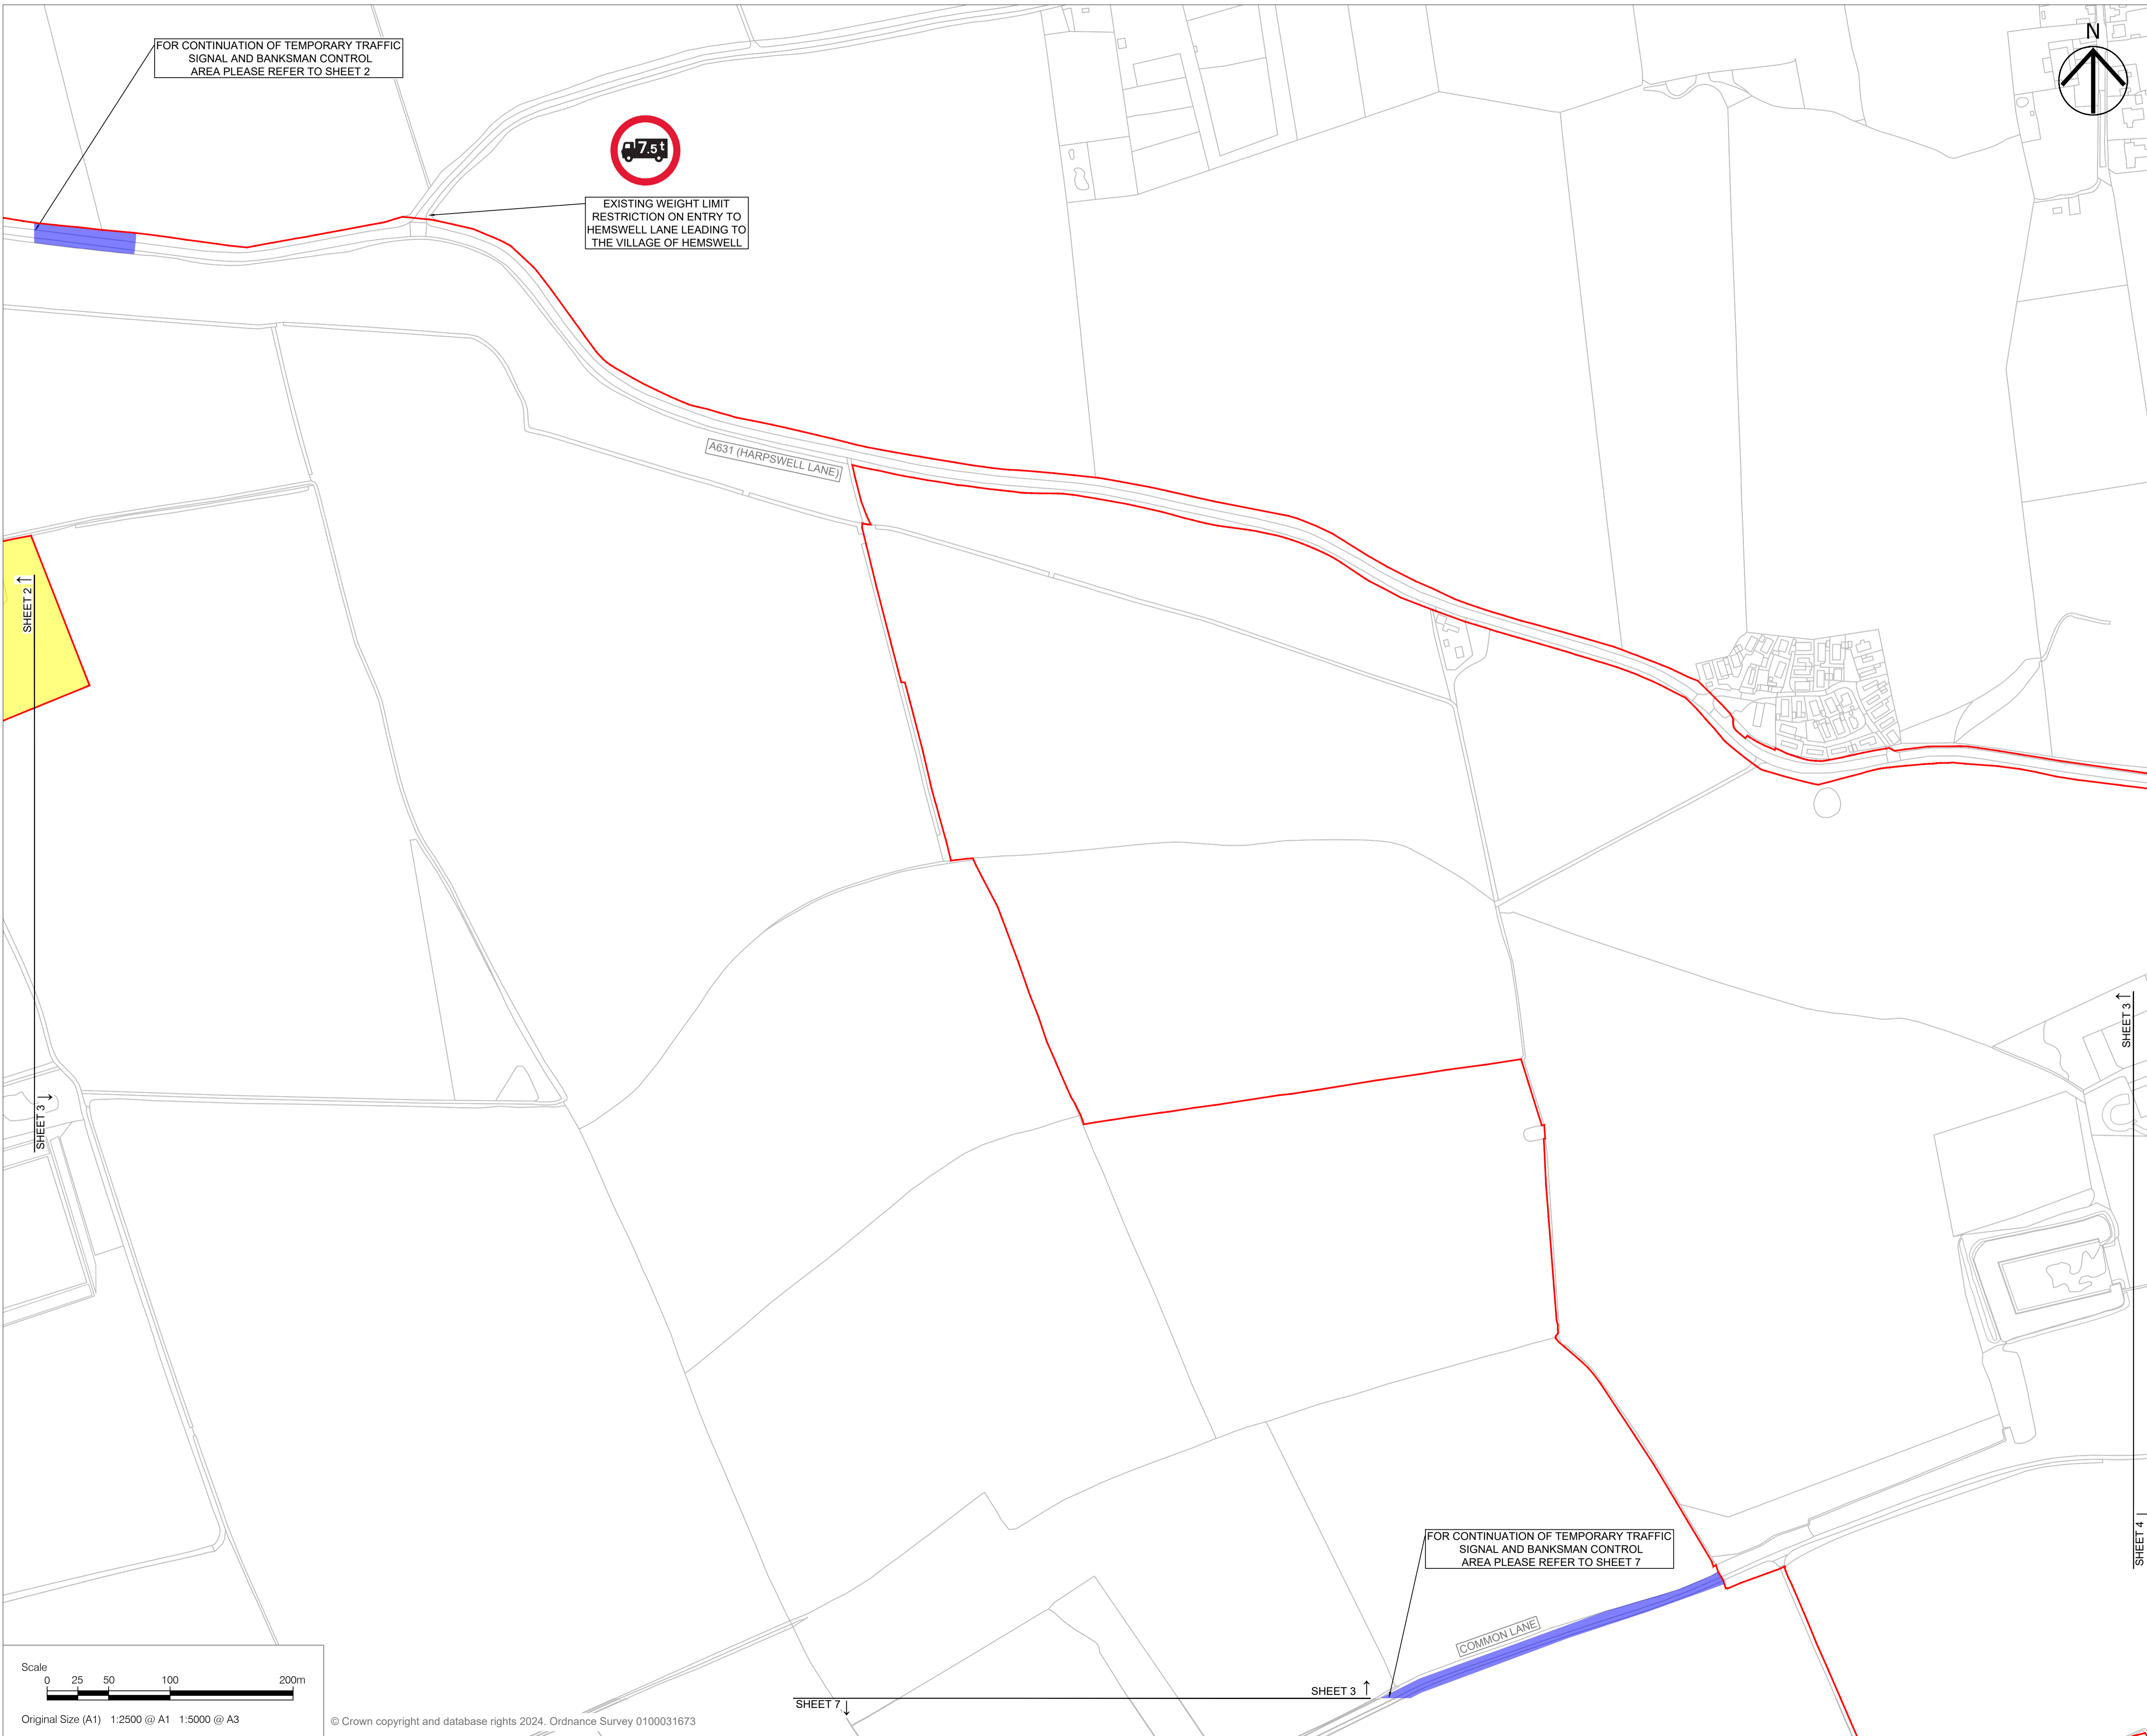 FOR CONTINUATION OF TEMPORARY TRAFFIC
SIGNAL AND BANKSMAN CONTROL
AREA PLEASE REFER TO SHEET 2
N
7.5t
EXISTING WEIGHT LIMIT
RESTRICTION ON ENTRY TO
HEMSWELL LANE LEADING TO
THE VILLAGE OF HEMSWELL
A631 (HARPSWELL LANE)
SHEET 2
SHEET 3
SHEET 3
SHEET 4
FOR CONTINUATION OF TEMPORARY TRAFFIC
SIGNAL AND BANKSMAN CONTROL
AREA PLEASE REFER TO SHEET 7
COMMON LANE
SHEET 3
SHEET 7
Scale
0 25 50 100 200m
Original Size (A1) 1:2500 @ A1 1:5000 @ A3
© Crown copyright and database rights 2024. Ordnance Survey 0100031673